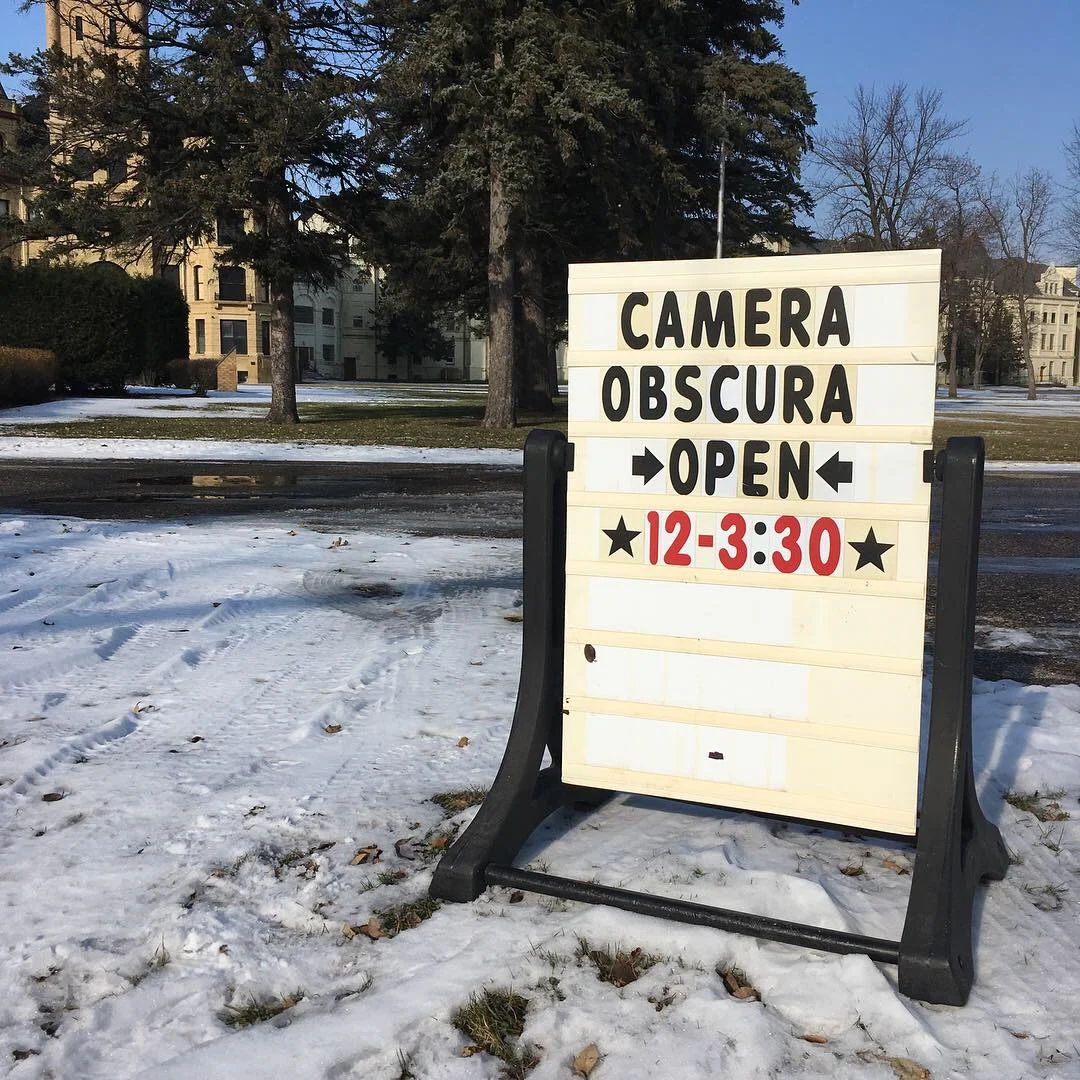 CAMERA
OBSCURA
→OPEN←
★12-3:30★